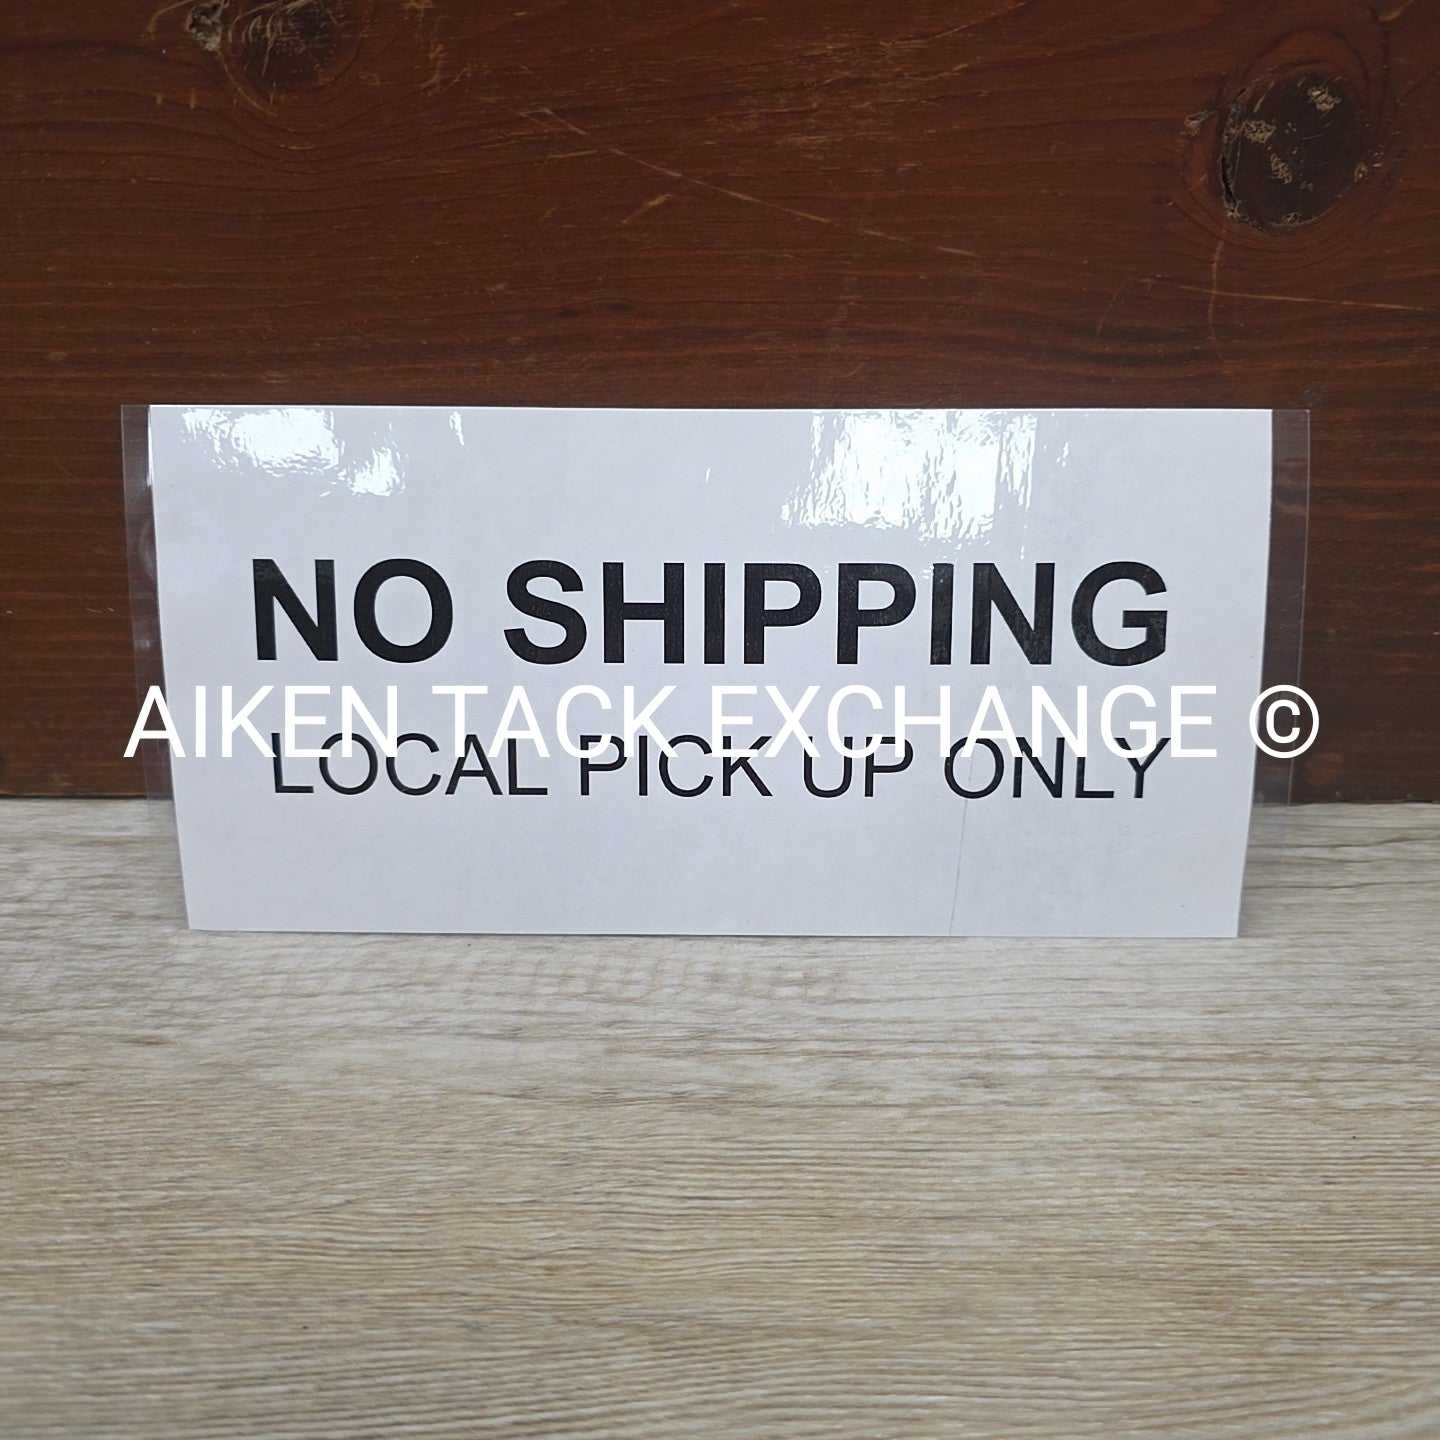 NO SHIPPING
AIKEN TACK EXCHANGE ©
LOCAL PICK UP ONLY